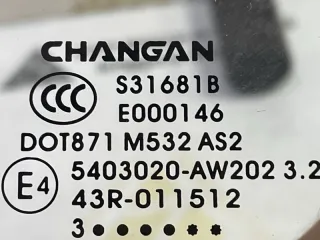 CHANGAN
CCC S31681B
E000146
DOT871 M532 AS2
E4 5403020-AW202 3.2
43R-011512
3 ●●●●**